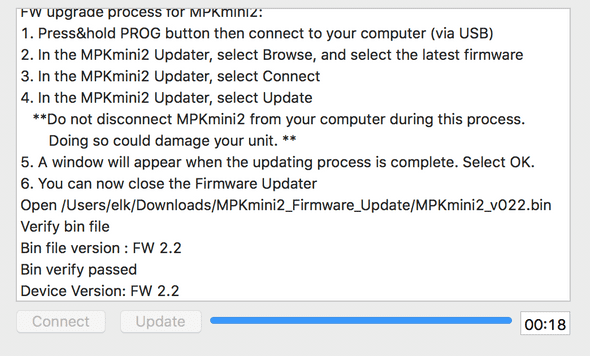 FW upgrade process for MPKmini2:
1. Press&hold PROG button then connect to your computer (via USB)
2. In the MPKmini2 Updater, select Browse, and select the latest firmware
3. In the MPKmini2 Updater, select Connect
4. In the MPKmini2 Updater, select Update
**Do not disconnect MPKmini2 from your computer during this process.
Doing so could damage your unit. **
5. A window will appear when the updating process is complete. Select OK.
6. You can now close the Firmware Updater
Open /Users/elk/Downloads/MPKmini2_Firmware_Update/MPKmini2_v022.bin
Verify bin file
Bin file version : FW 2.2
Bin verify passed
Device Version: FW 2.2
Connect Update 00:18